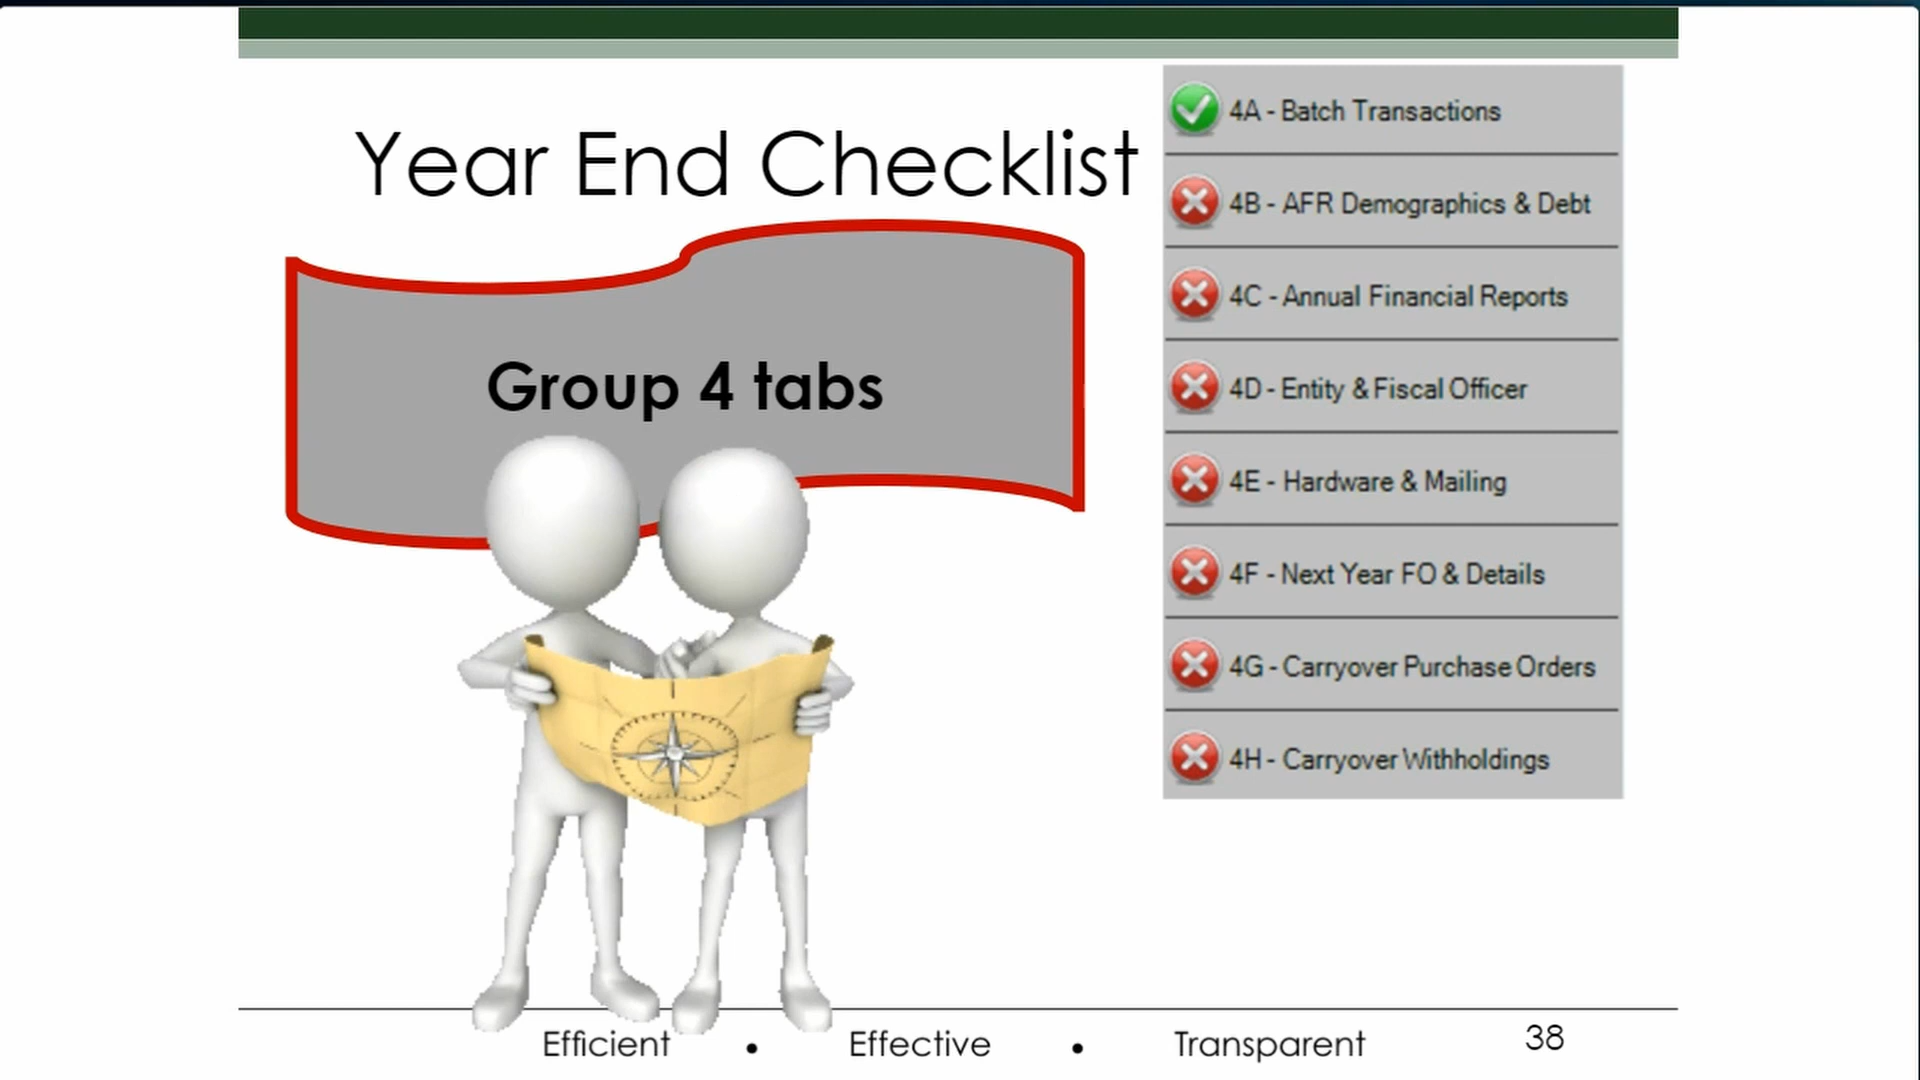 Year End Checklist
Group 4 tabs
4A - Batch Transactions
4B - AFR Demographics & Debt
4C - Annual Financial Reports
4D - Entity & Fiscal Officer
4E - Hardware & Mailing
4F - Next Year FO & Details
4G - Carryover Purchase Orders
4H - Carryover Withholdings
Efficient • Effective • Transparent 38